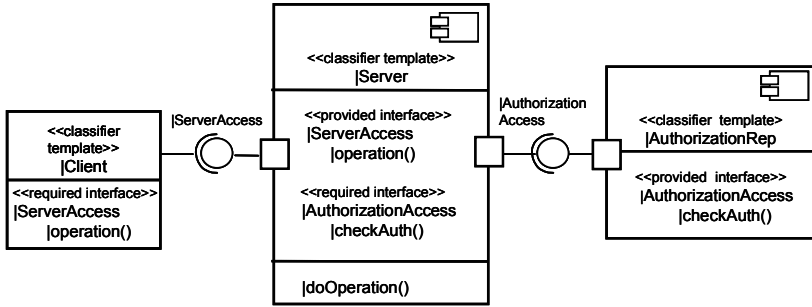 <<classifier
template>>
|Client
<<required interface>>
|ServerAccess
|operation()
|ServerAccess
<<classifier template>>
|Server
<<provided interface>>
|ServerAccess
|operation()
<<required interface>>
|AuthorizationAccess
|checkAuth()
|doOperation()
|Authorization
Access
<<classifier template>
|AuthorizationRep
<<provided interface>>
|AuthorizationAccess
|checkAuth()